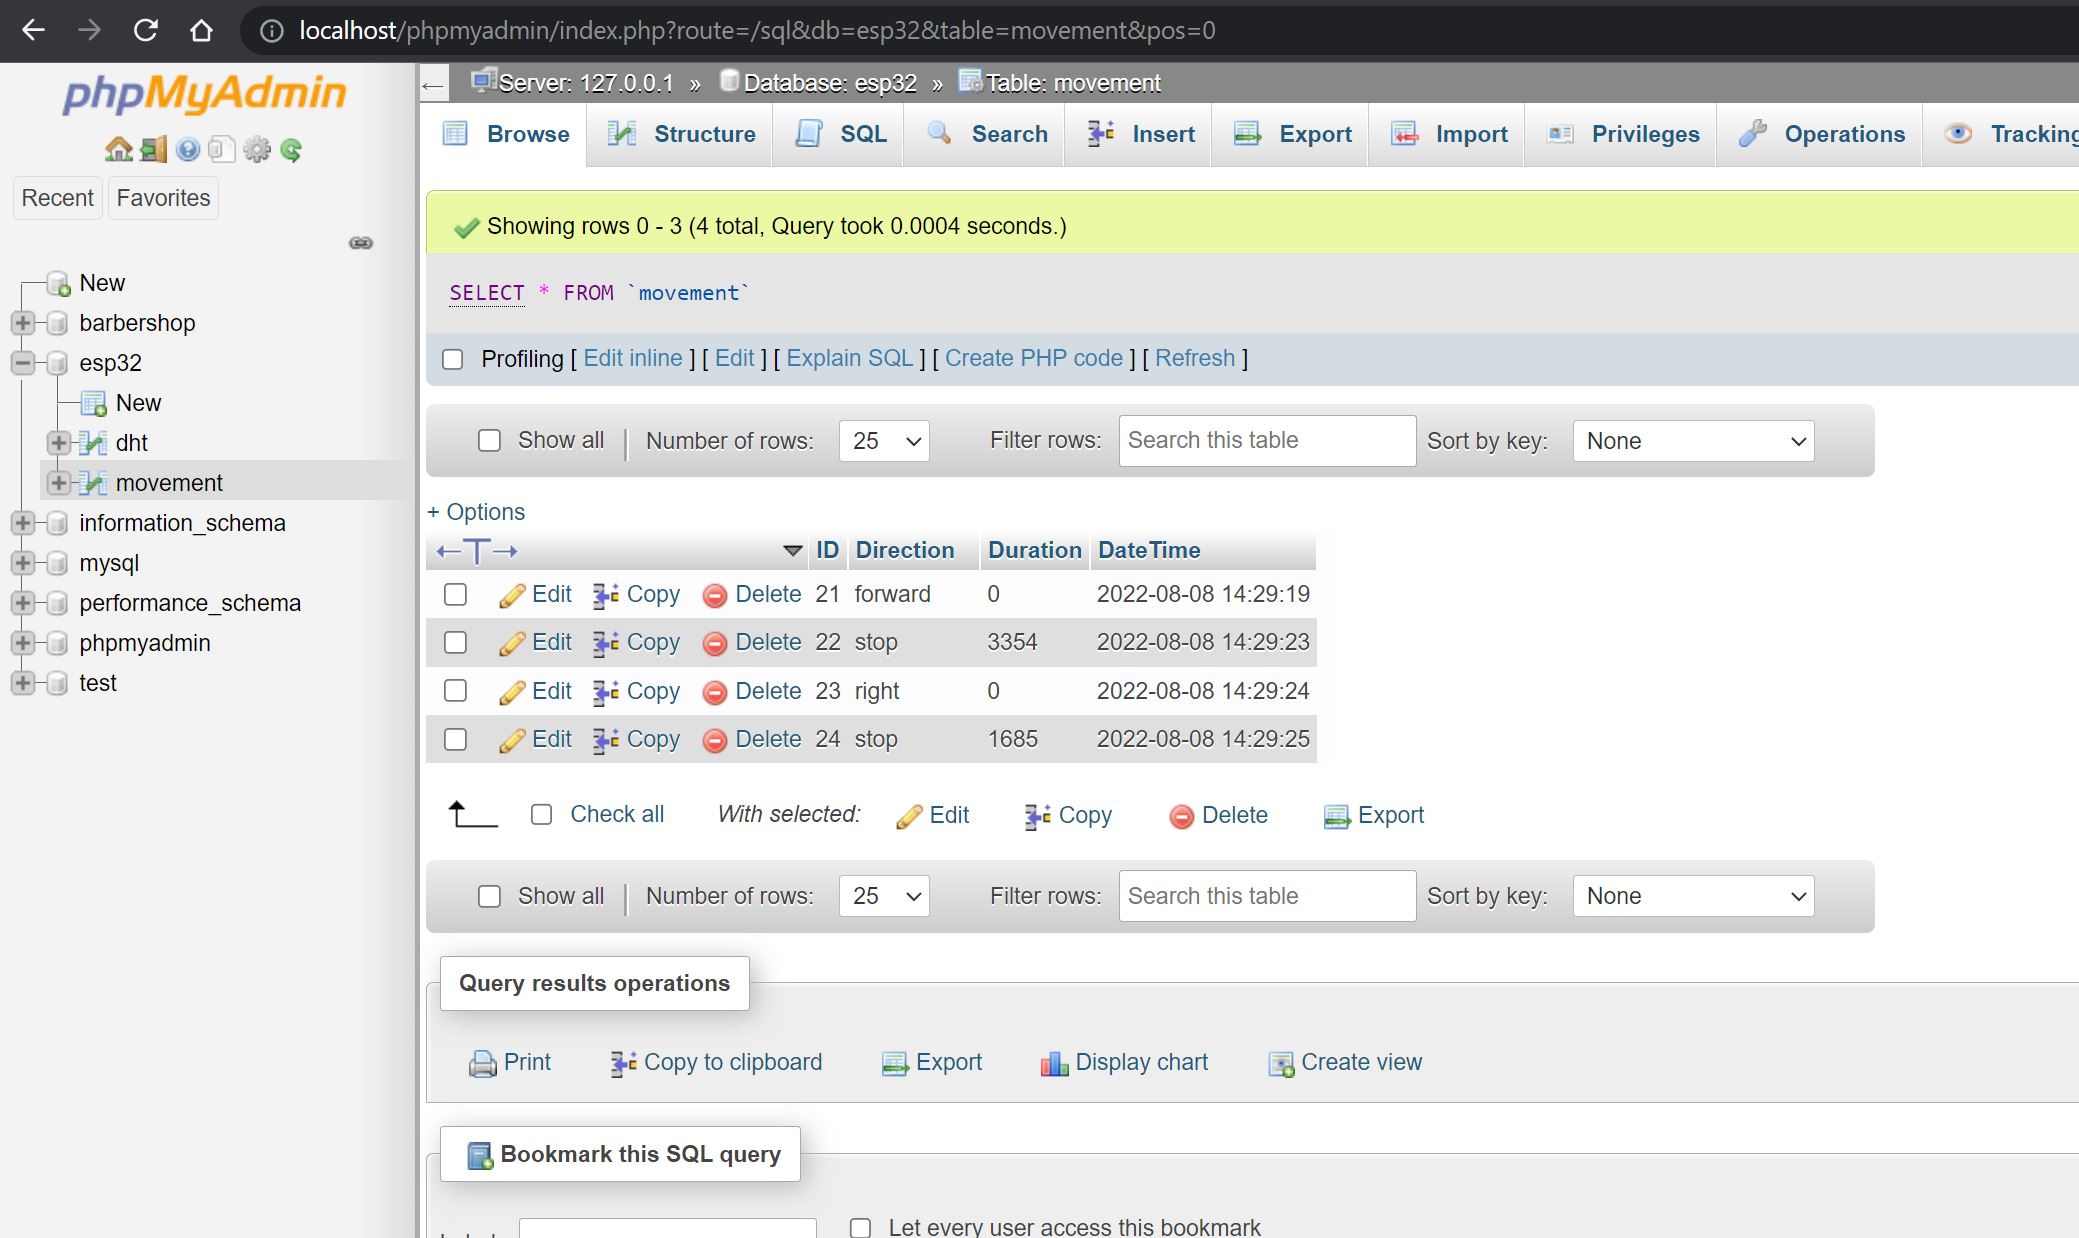 localhost/phpmyadmin/index.php?route=/sql&db=esp32&table=movement&pos=0
phpMyAdmin
Recent Favorites
New
barbershop
esp32
New
dht
movement
information_schema
mysql
performance_schema
phpmyadmin
test
Server: 127.0.0.1 » Database: esp32 » Table: movement
Browse Structure SQL Search Insert Export Import Privileges Operations Tracking
Showing rows 0 - 3 (4 total, Query took 0.0004 seconds.)
SELECT * FROM `movement`
Profiling [ Edit inline ] [ Edit ] [ Explain SQL ] [ Create PHP code ] [ Refresh ]
Show all | Number of rows: 25 Filter rows: Search this table Sort by key: None
+ Options
←T→ ID Direction Duration DateTime
Edit Copy Delete 21 forward 0 2022-08-08 14:29:19
Edit Copy Delete 22 stop 3354 2022-08-08 14:29:23
Edit Copy Delete 23 right 0 2022-08-08 14:29:24
Edit Copy Delete 24 stop 1685 2022-08-08 14:29:25
Check all With selected: Edit Copy Delete Export
Show all | Number of rows: 25 Filter rows: Search this table Sort by key: None
Query results operations
Print Copy to clipboard Export Display chart Create view
Bookmark this SQL query
Let every user access this bookmark